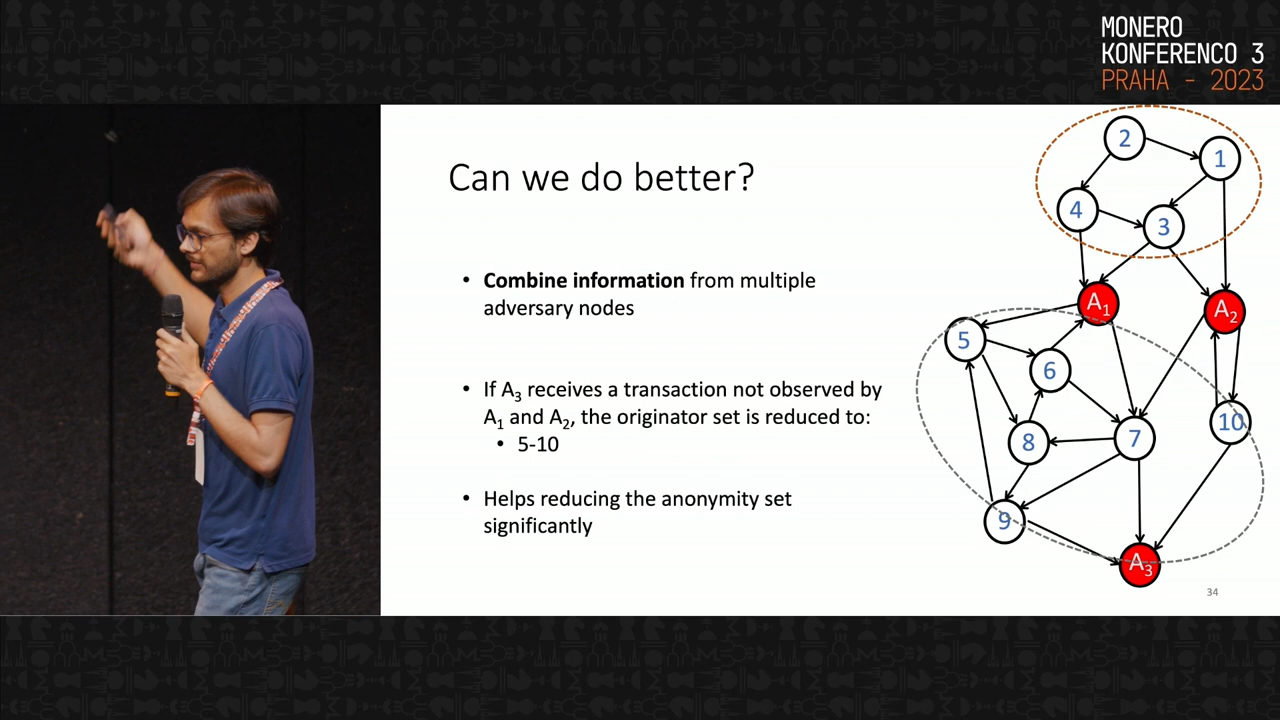 MONERO
KONFERENCO 3
PRAHA - 2023
Can we do better?
• Combine information from multiple
adversary nodes
• If A₃ receives a transaction not observed by
A₁ and A₂, the originator set is reduced to:
• 5-10
• Helps reducing the anonymity set
significantly
2
1
4
3
A₁
A₂
5
6
10
8
7
9
A₃
34